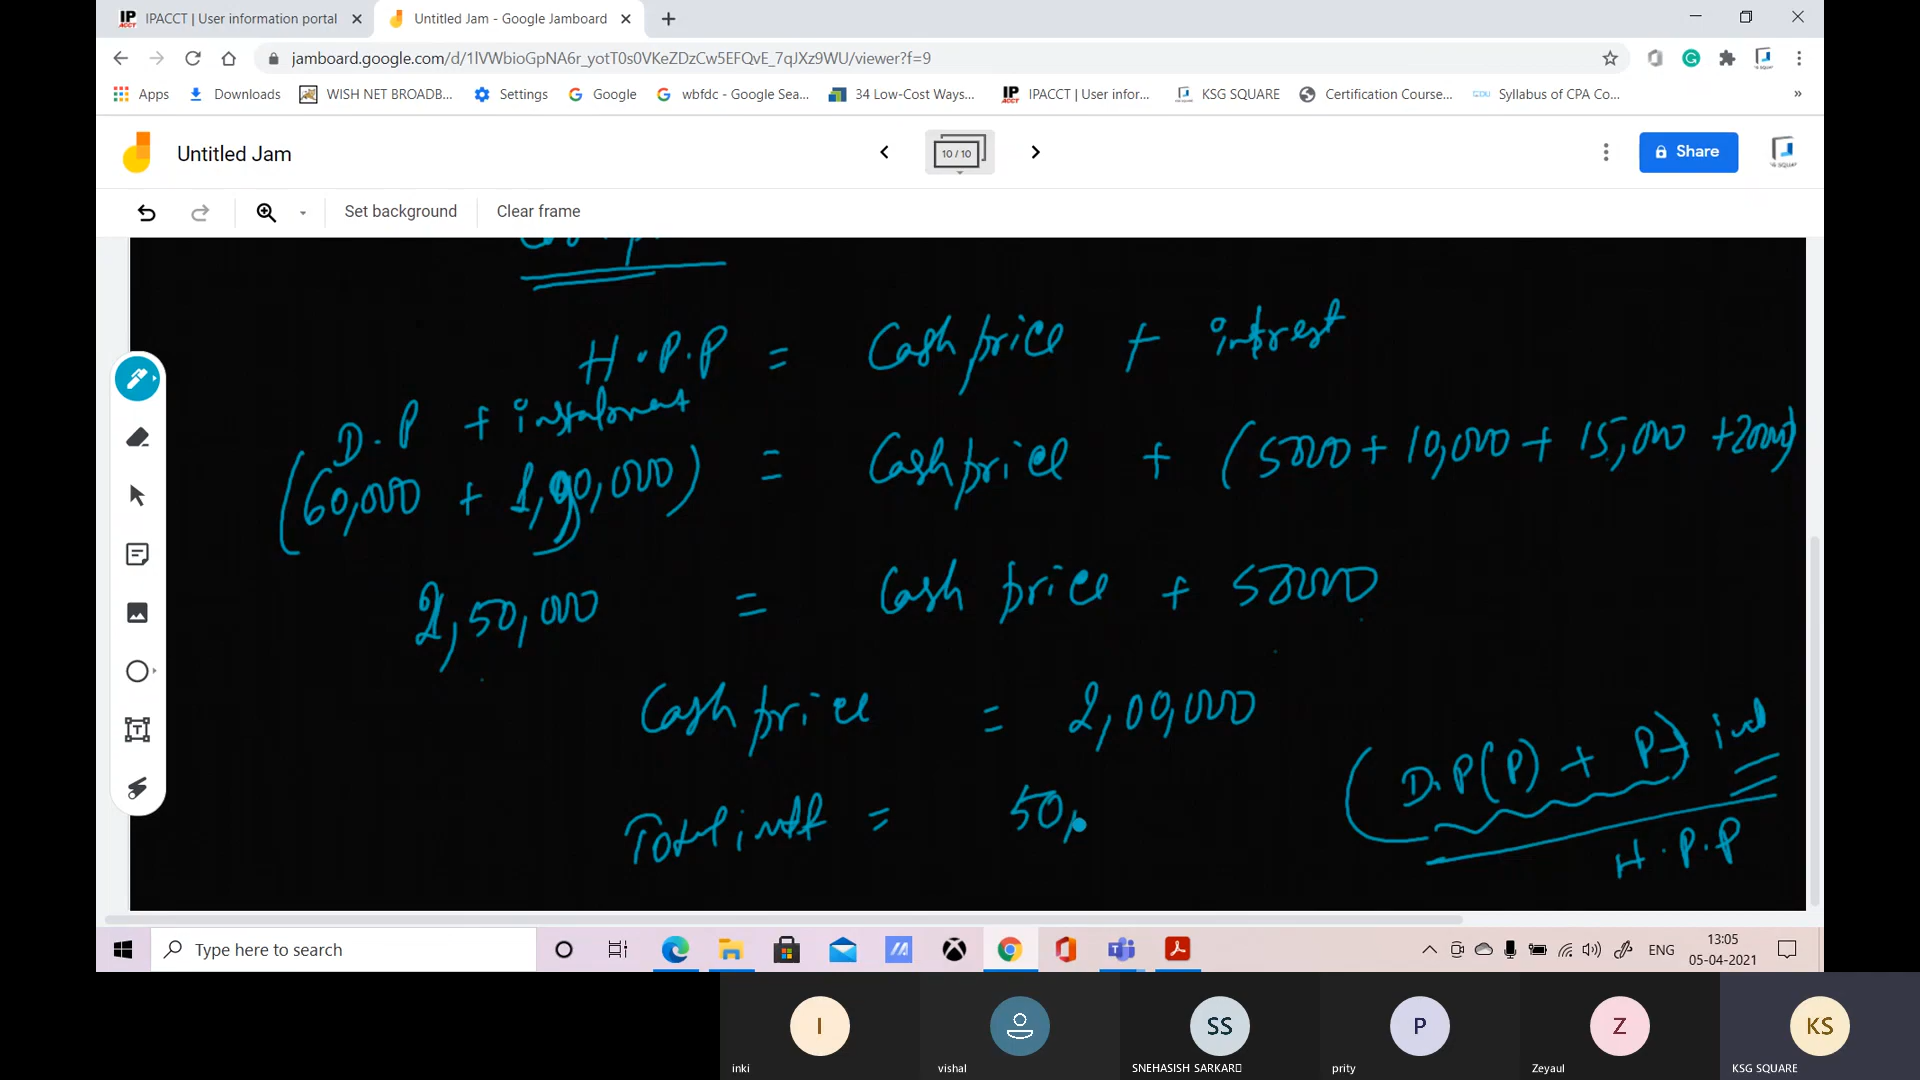 IPACCT | User information portal
Untitled Jam - Google Jamboard
jamboard.google.com/d/1lVWbioGpNA6r_yotT0s0VKeZDzCw5EFQvE_7qJXz9WU/viewer?f=9
Apps Downloads WISH NET BROADB... Settings Google wbfdc - Google Sea... 34 Low-Cost Ways... IPACCT | User infor... KSG SQUARE Certification Course... Syllabus of CPA Co... »
Untitled Jam
10 / 10
Share
Set background Clear frame
H.P.P = Cash price + intrest
D.P + instalment
(60,000 + 1,90,000) = Cash price + (5000 + 10,000 + 15,000 + 20000)
2,50,000 = Cash price + 50000
Cash price = 2,00,000
(D.P(P) + P) + int
Total intt = 50,
H.P.P
Type here to search
ENG
13:05
05-04-2021
I
SS
P
Z
KS
inki
vishal
SNEHASISH SARKAR
prity
Zeyaul
KSG SQUARE